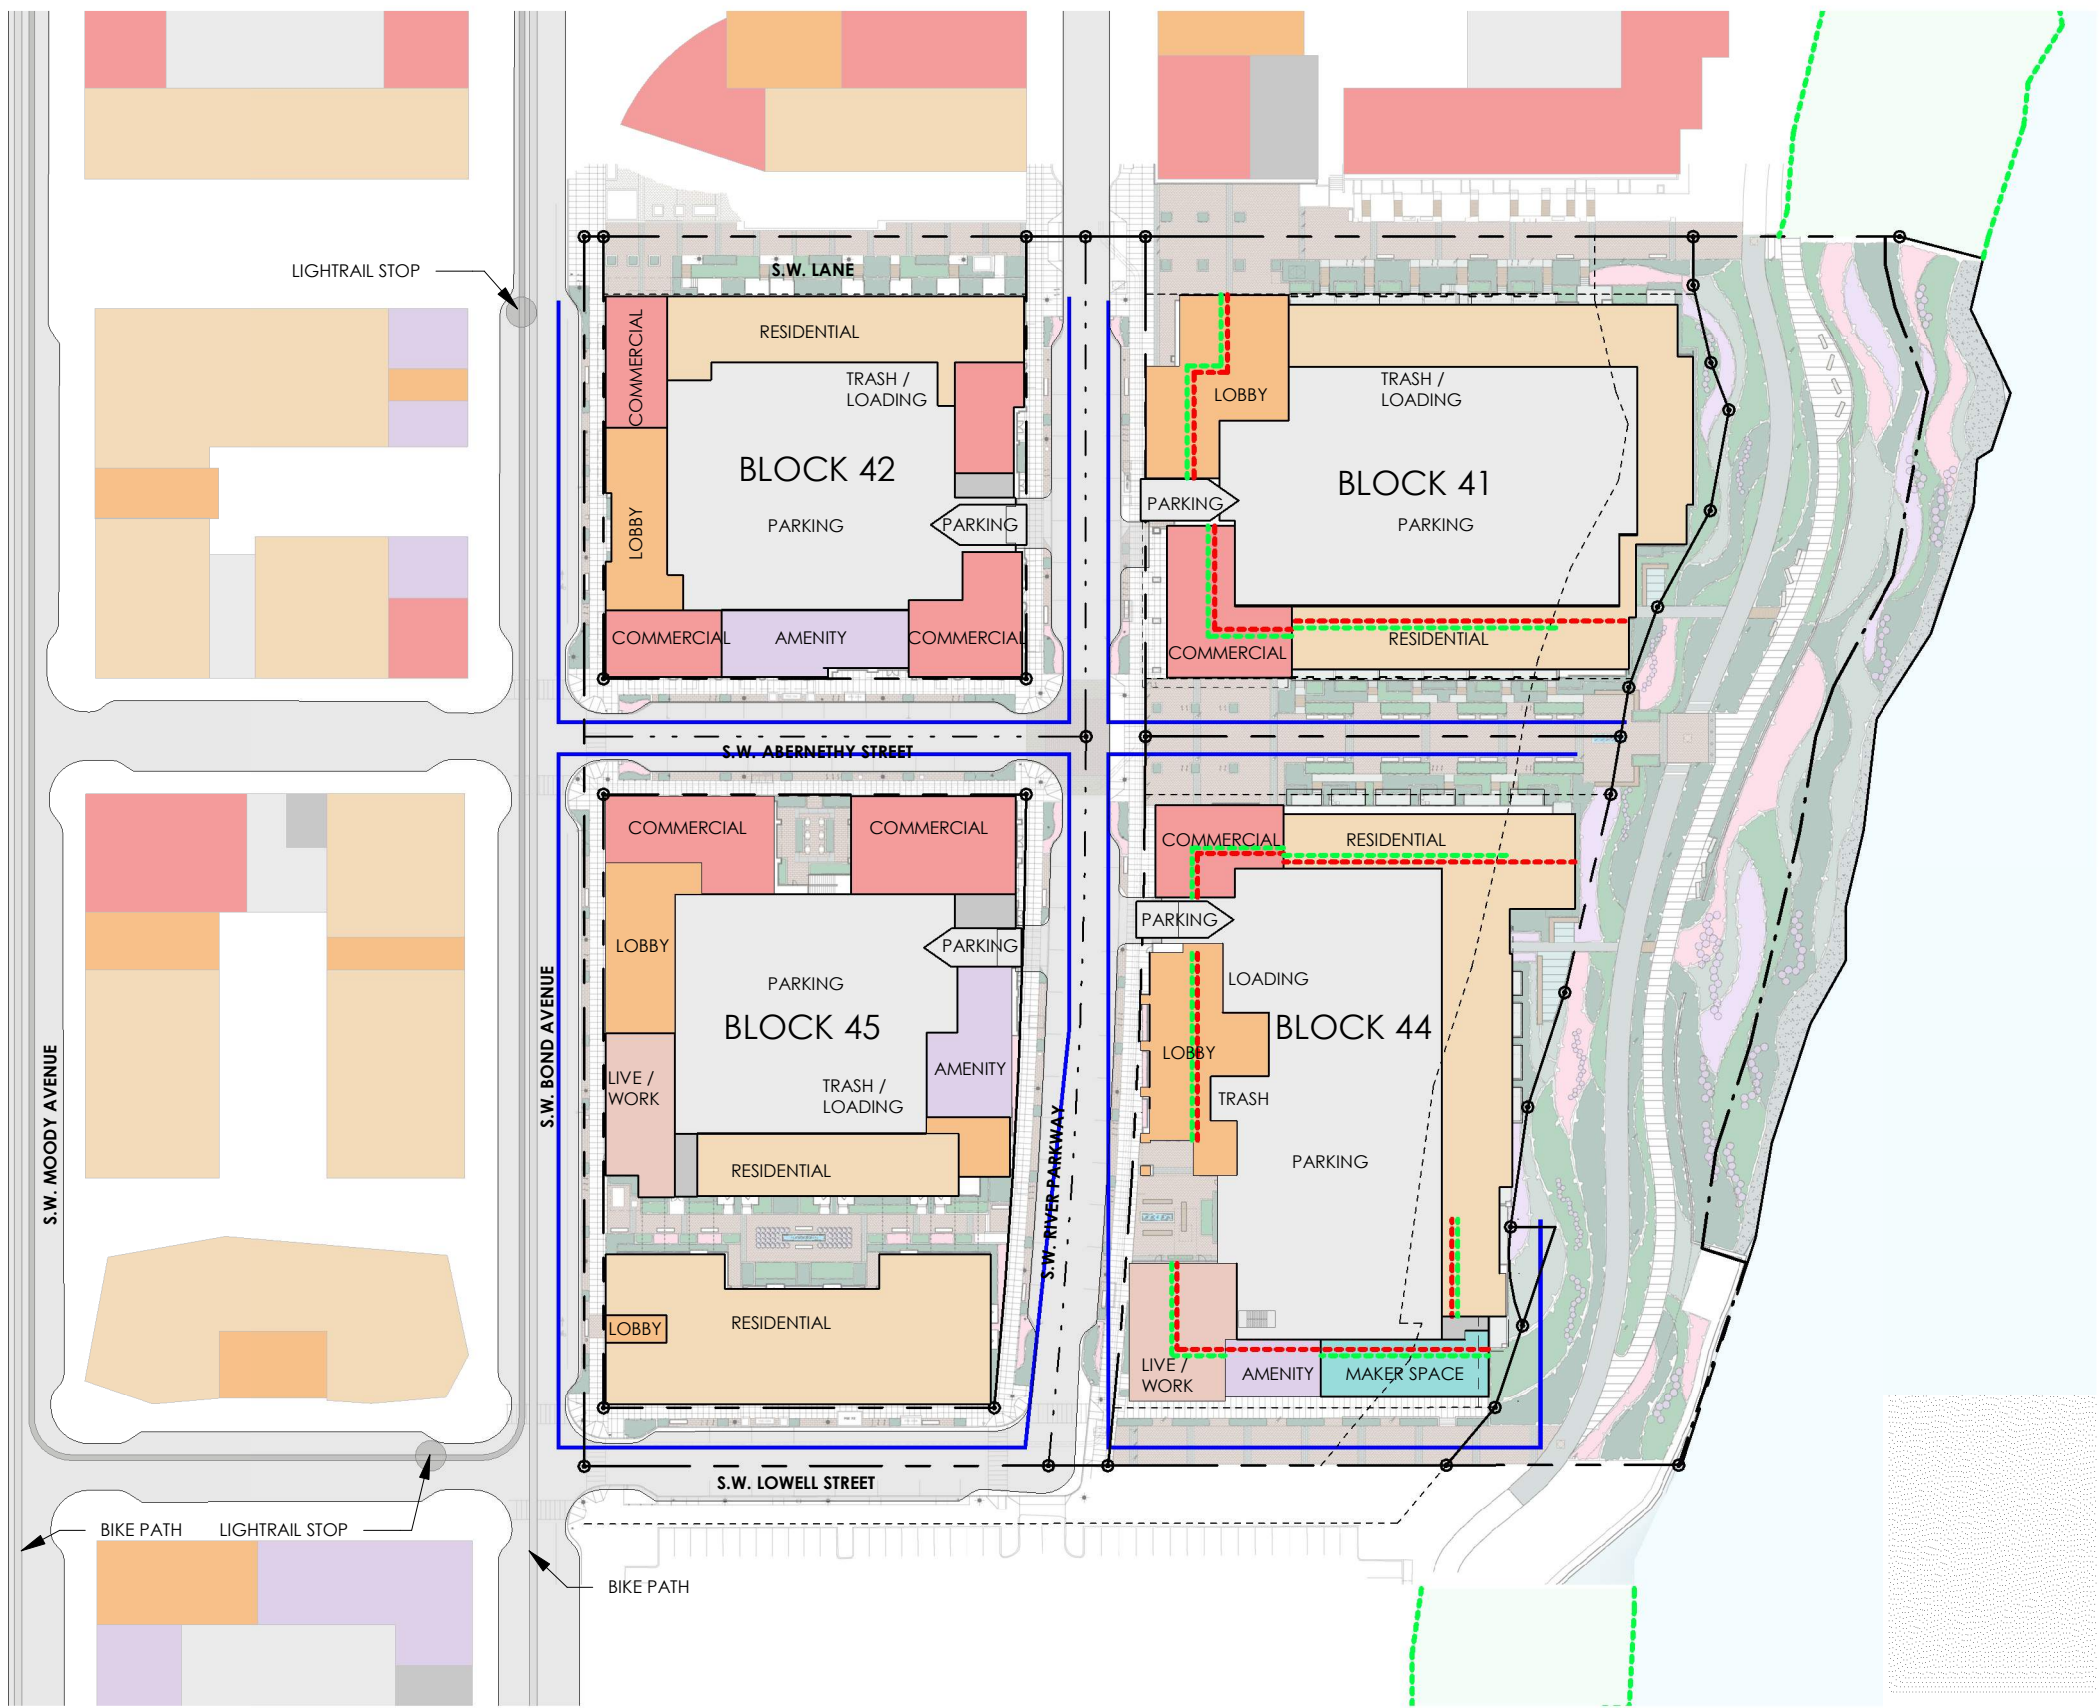 LIGHTRAIL STOP
S.W. LANE
COMMERCIAL
RESIDENTIAL
TRASH /
LOADING
BLOCK 42
LOBBY
PARKING
PARKING
COMMERCIAL
AMENITY
COMMERCIAL
LOBBY
TRASH /
LOADING
BLOCK 41
PARKING
PARKING
COMMERCIAL
RESIDENTIAL
S.W. ABERNETHY STREET
COMMERCIAL
COMMERCIAL
LOBBY
PARKING
PARKING
BLOCK 45
LIVE /
WORK
TRASH /
LOADING
AMENITY
RESIDENTIAL
LOBBY
RESIDENTIAL
COMMERCIAL
RESIDENTIAL
PARKING
LOADING
LOBBY
BLOCK 44
TRASH
PARKING
LIVE /
WORK
AMENITY
MAKER SPACE
S.W. MOODY AVENUE
S.W. BOND AVENUE
S.W. RIVER PARKWAY
S.W. LOWELL STREET
BIKE PATH
LIGHTRAIL STOP
BIKE PATH